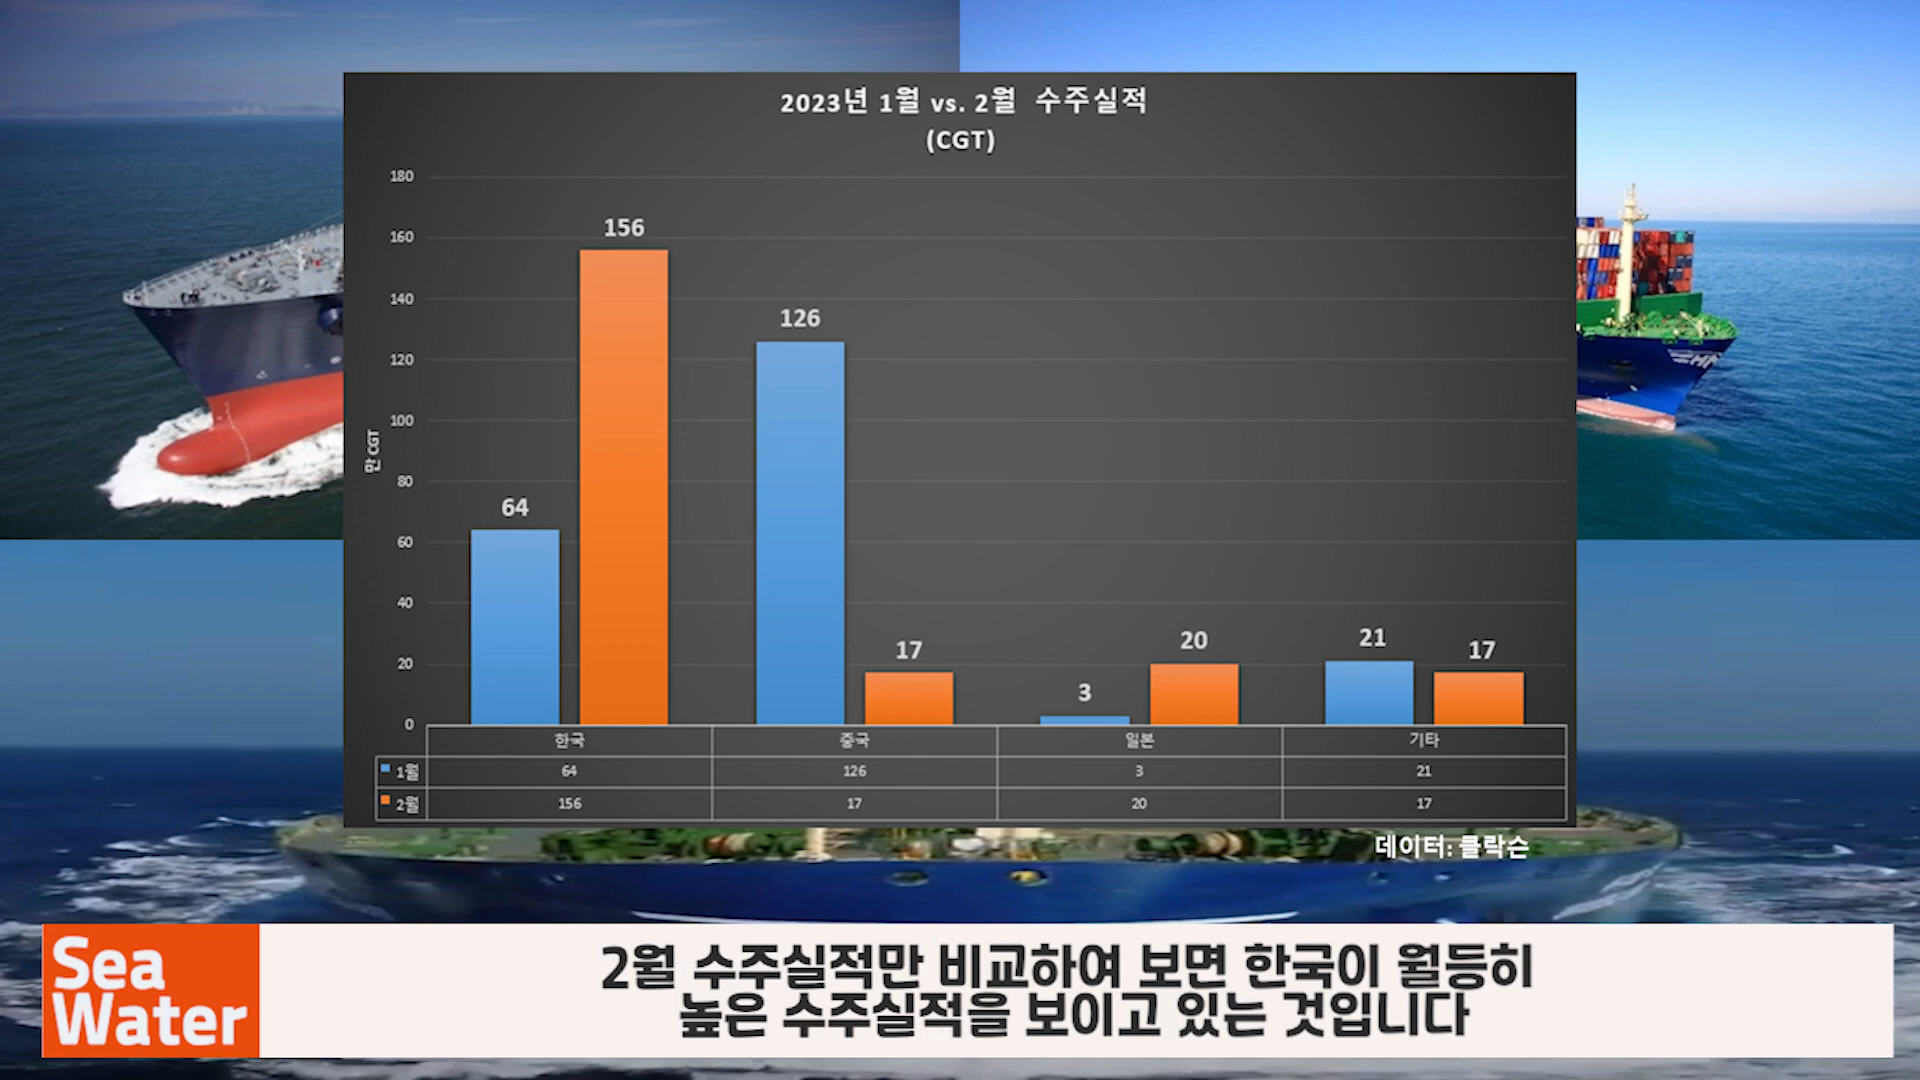 2023년 1월 vs. 2월 수주실적
(CGT)
만 CGT
180
160
140
120
100
80
60
40
20
0
64
156
126
17
3
20
21
17
한국 중국 일본 기타
1월 64 126 3 21
2월 156 17 20 17
데이터: 클락슨
Sea
Water
2월 수주실적만 비교하여 보면 한국이 월등히
높은 수주실적을 보이고 있는 것입니다